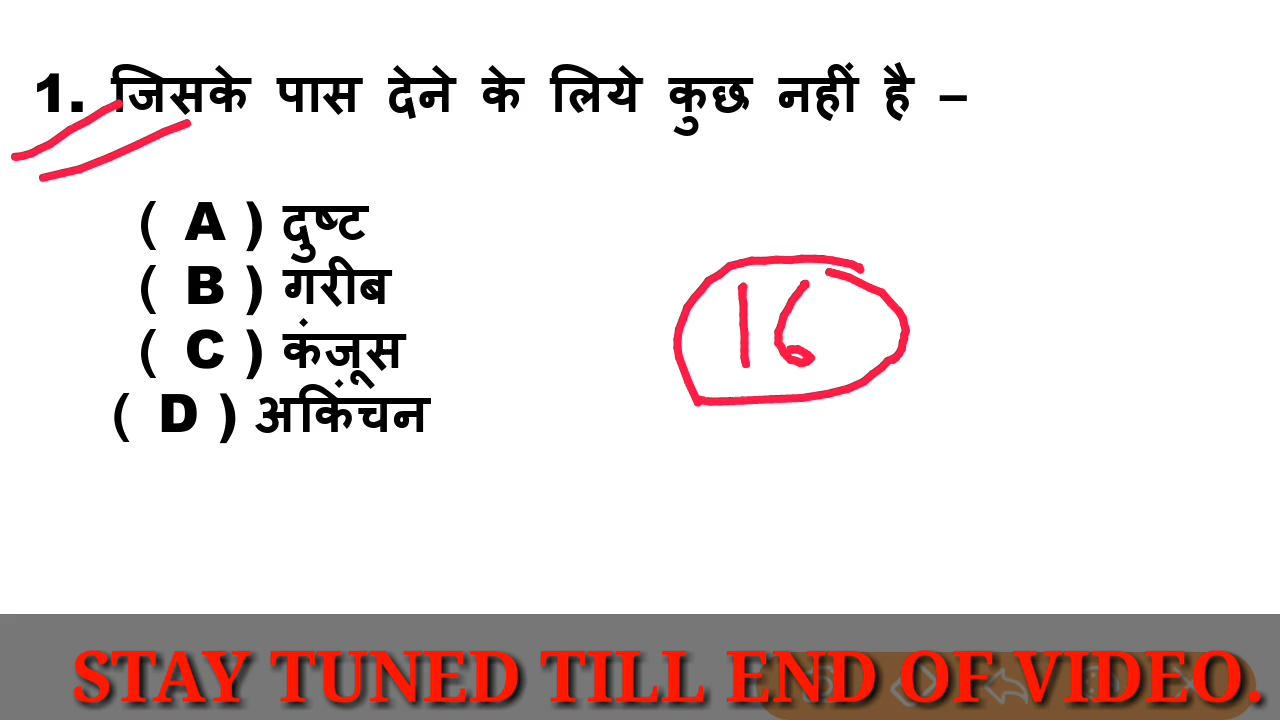 1. जिसके पास देने के लिये कुछ नहीं है –
( A ) दुष्ट
( B ) गरीब
( C ) कंजूस
( D ) अकिंचन
16
STAY TUNED TILL END OF VIDEO.